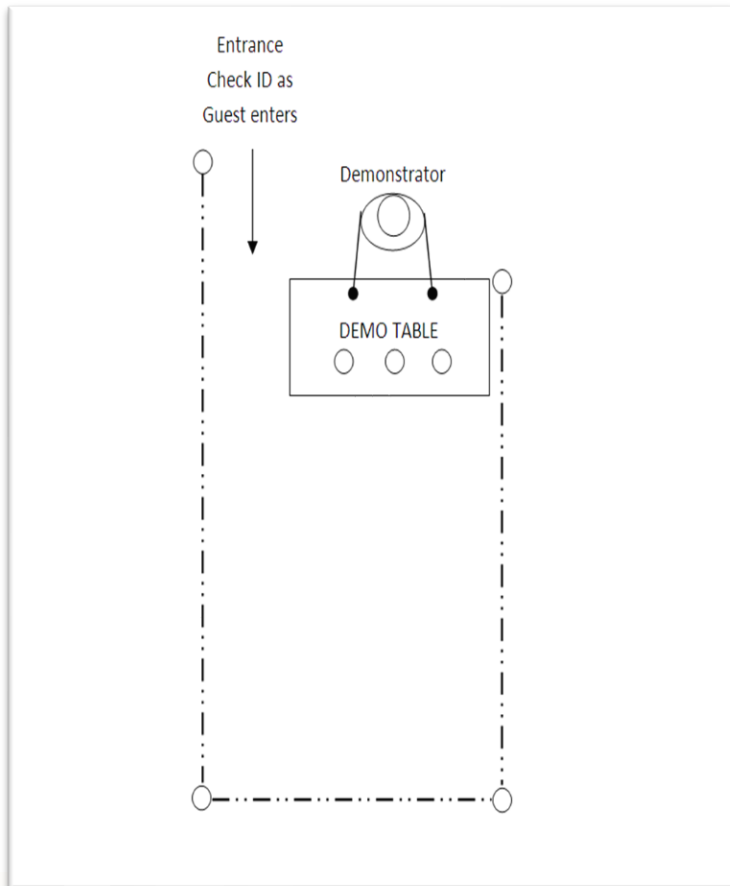 Entrance
Check ID as
Guest enters
Demonstrator
DEMO TABLE